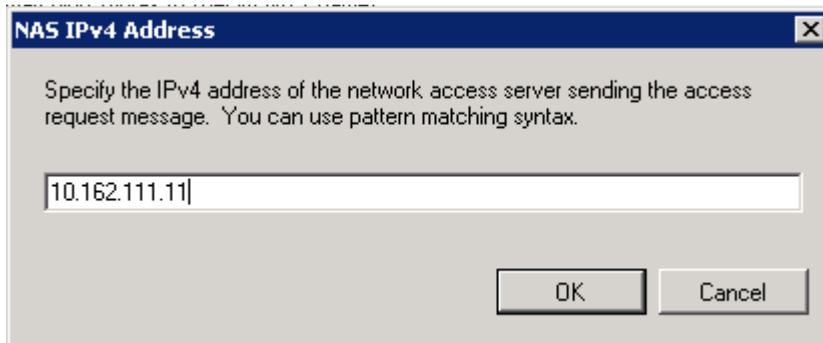 NAS IPv4 Address
Specify the IPv4 address of the network access server sending the access
request message.  You can use pattern matching syntax.
10.162.111.11
OK Cancel